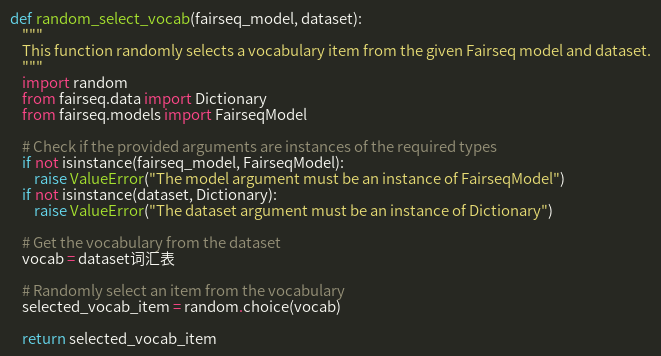 def random_select_vocab(fairseq_model, dataset):
    """
    This function randomly selects a vocabulary item from the given Fairseq model and dataset.
    """
    import random
    from fairseq.data import Dictionary
    from fairseq.models import FairseqModel

    # Check if the provided arguments are instances of the required types
    if not isinstance(fairseq_model, FairseqModel):
        raise ValueError("The model argument must be an instance of FairseqModel")
    if not isinstance(dataset, Dictionary):
        raise ValueError("The dataset argument must be an instance of Dictionary")

    # Get the vocabulary from the dataset
    vocab = dataset词汇表

    # Randomly select an item from the vocabulary
    selected_vocab_item = random.choice(vocab)

    return selected_vocab_item